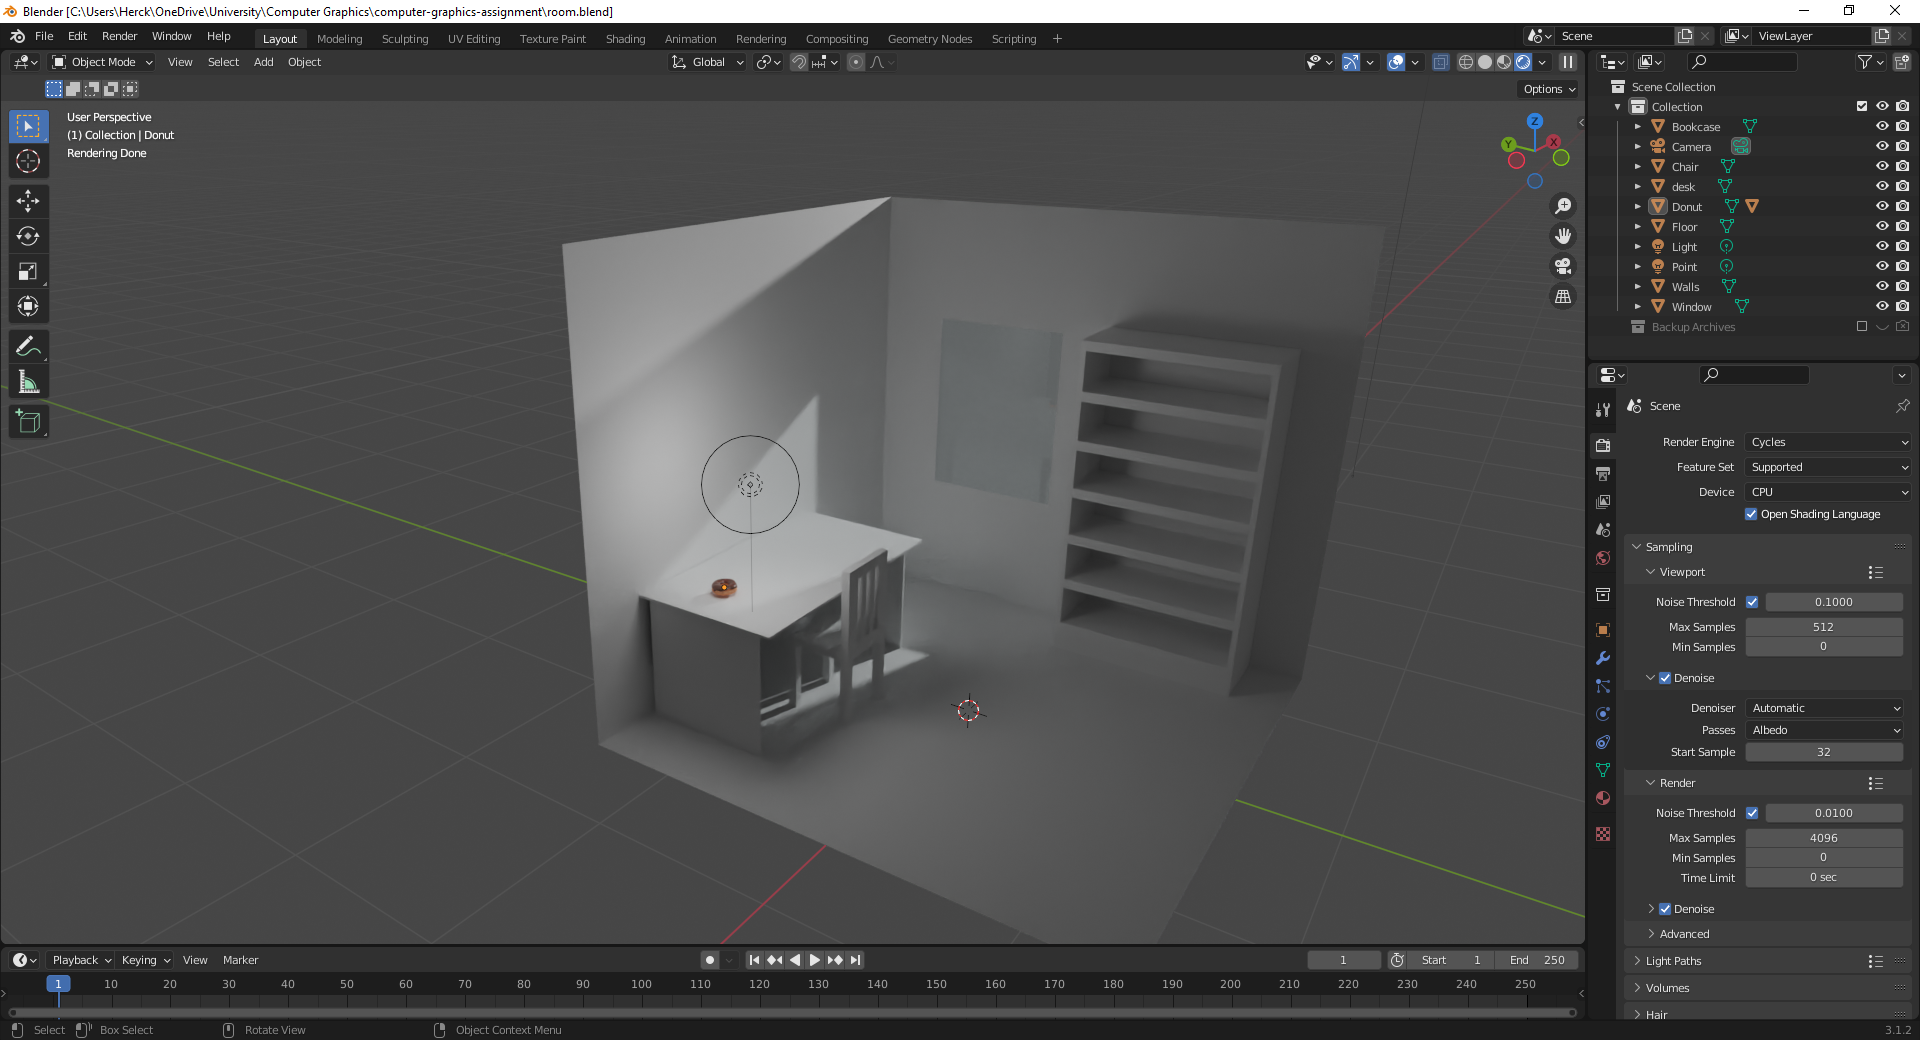 Blender [C:\Users\Herck\OneDrive\University\Computer Graphics\computer-graphics-assignment\room.blend]
File Edit Render Window Help Layout Modeling Sculpting UV Editing Texture Paint Shading Animation Rendering Compositing Geometry Nodes Scripting + Scene ViewLayer
Object Mode View Select Add Object Global
Options
User Perspective
(1) Collection | Donut
Rendering Done
Z
Y X
Scene Collection
Collection
Bookcase
Camera
Chair
desk
Donut
Floor
Light
Point
Walls
Window
Backup Archives
Scene
Render Engine Cycles
Feature Set Supported
Device CPU
Open Shading Language
Sampling
Viewport
Noise Threshold 0.1000
Max Samples 512
Min Samples 0
Denoise
Denoiser Automatic
Passes Albedo
Start Sample 32
Render
Noise Threshold 0.0100
Max Samples 4096
Min Samples 0
Time Limit 0 sec
Denoise
Advanced
Light Paths
Volumes
Hair
Playback Keying View Marker 1 Start 1 End 250
1 10 20 30 40 50 60 70 80 90 100 110 120 130 140 150 160 170 180 190 200 210 220 230 240 250
Select Box Select Rotate View Object Context Menu 3.1.2